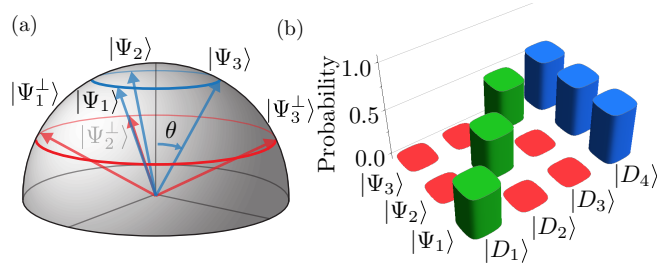 (a)
|Ψ₂⟩
|Ψ₃⟩
|Ψ₁^⊥⟩
|Ψ₁⟩
|Ψ₃^⊥⟩
|Ψ₂^⊥⟩
θ
(b)
Probability
1.0
0.5
0.0
|Ψ₃⟩
|Ψ₂⟩
|Ψ₁⟩
|D₁⟩
|D₂⟩
|D₃⟩
|D₄⟩